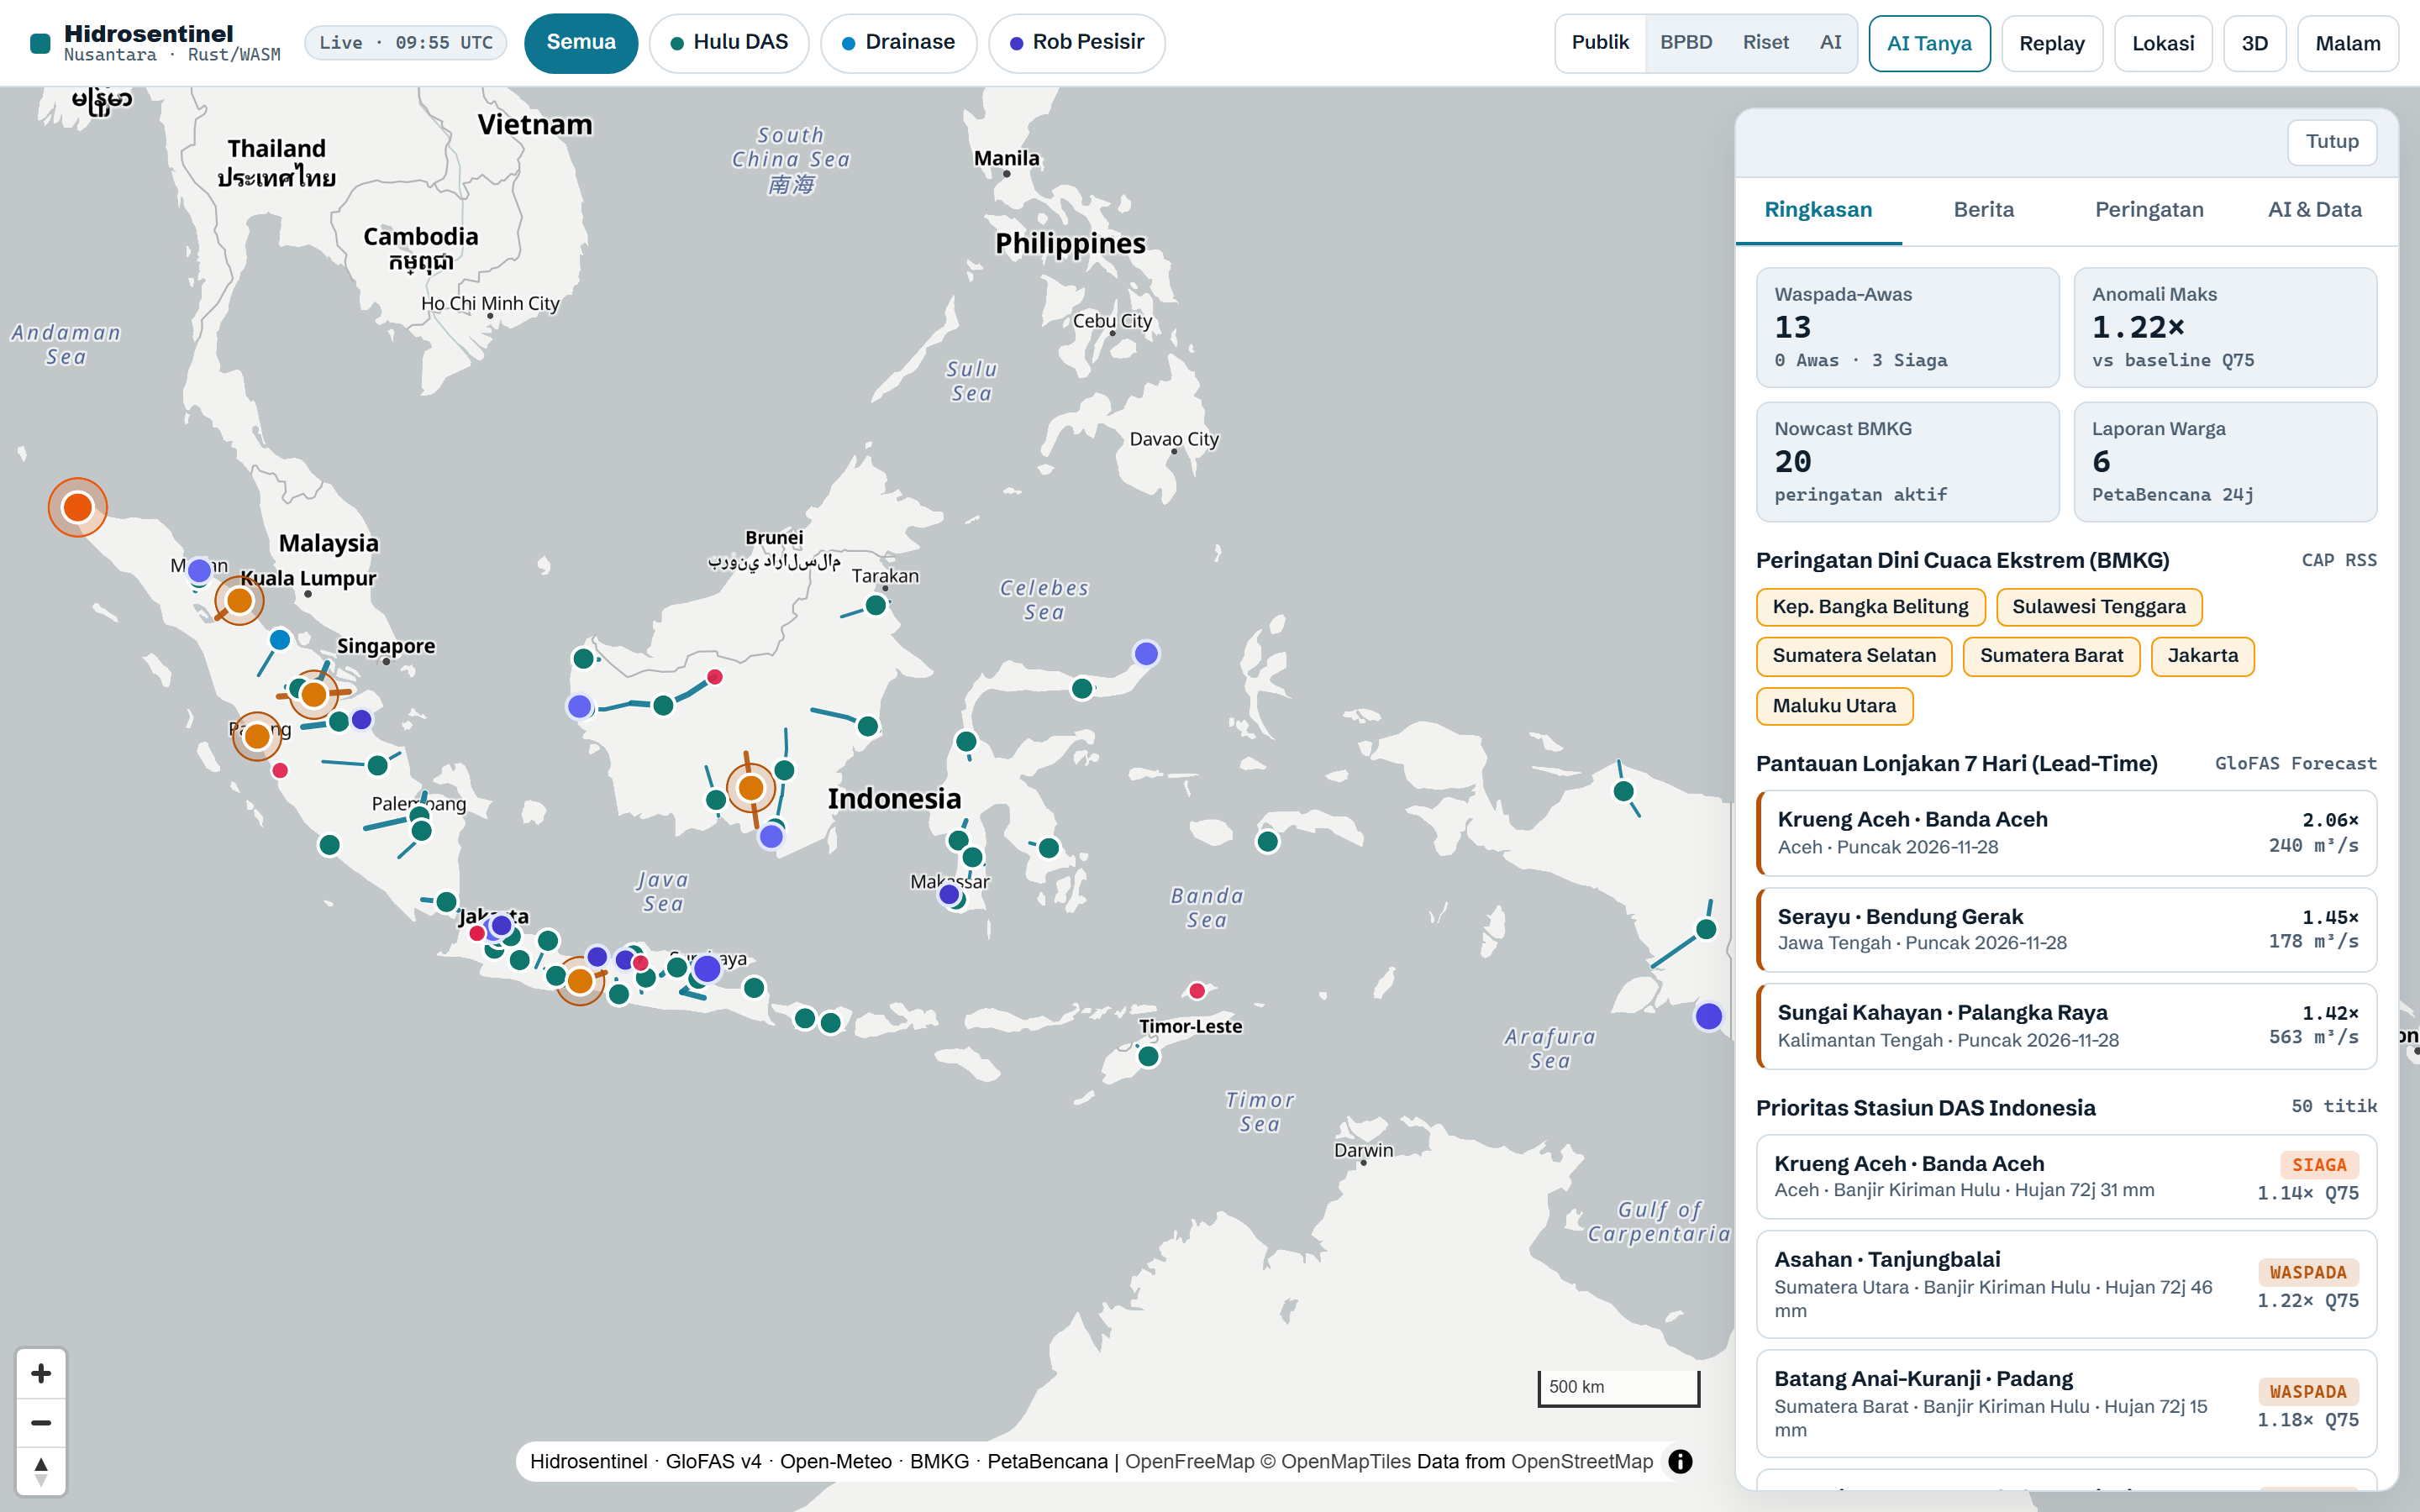 Hidrosentinel
Nusantara · Rust/WASM
Live · 09:55 UTC
Semua
Hulu DAS
Drainase
Rob Pesisir
Publik
BPBD
Riset
AI
AI Tanya
Replay
Lokasi
3D
Malam
Vietnam
Thailand
ประเทศไทย
South
China Sea
南海
Manila
Cambodia
កម្ពុជា
Philippines
Ho Chi Minh City
Andaman
Sea
Cebu City
Sulu
Sea
Davao City
Malaysia
Kuala Lumpur
Brunei
Tarakan
Celebes
Sea
Singapore
Indonesia
Palembang
Java
Sea
Makassar
Banda
Sea
Jakarta
Timor-Leste
Arafura
Sea
Timor
Sea
Darwin
Gulf of
Carpentaria
500 km
Hidrosentinel · GloFAS v4 · Open-Meteo · BMKG · PetaBencana | OpenFreeMap © OpenMapTiles Data from OpenStreetMap
Tutup
Ringkasan
Berita
Peringatan
AI & Data
Waspada-Awas
13
0 Awas · 3 Siaga
Anomali Maks
1.22×
vs baseline Q75
Nowcast BMKG
20
peringatan aktif
Laporan Warga
6
PetaBencana 24j
Peringatan Dini Cuaca Ekstrem (BMKG)
CAP RSS
Kep. Bangka Belitung
Sulawesi Tenggara
Sumatera Selatan
Sumatera Barat
Jakarta
Maluku Utara
Pantauan Lonjakan 7 Hari (Lead-Time)
GloFAS Forecast
Krueng Aceh · Banda Aceh
2.06×
Aceh · Puncak 2026-11-28
240 m³/s
Serayu · Bendung Gerak
1.45×
Jawa Tengah · Puncak 2026-11-28
178 m³/s
Sungai Kahayan · Palangka Raya
1.42×
Kalimantan Tengah · Puncak 2026-11-28
563 m³/s
Prioritas Stasiun DAS Indonesia
50 titik
Krueng Aceh · Banda Aceh
SIAGA
Aceh · Banjir Kiriman Hulu · Hujan 72j 31 mm
1.14× Q75
Asahan · Tanjungbalai
WASPADA
Sumatera Utara · Banjir Kiriman Hulu · Hujan 72j 46
mm
1.22× Q75
Batang Anai-Kuranji · Padang
WASPADA
Sumatera Barat · Banjir Kiriman Hulu · Hujan 72j 15
mm
1.18× Q75